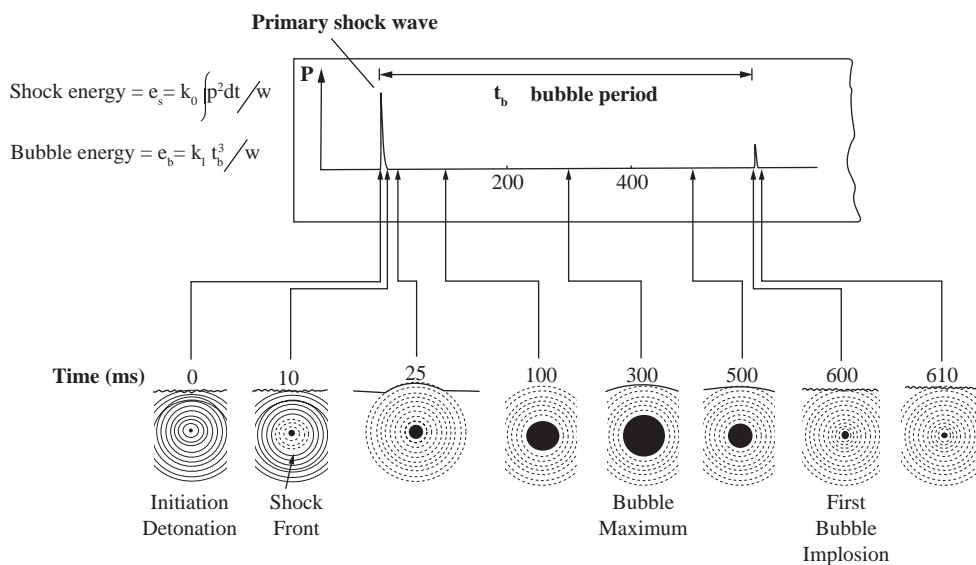 Primary shock wave
P
t_b bubble period
Shock energy = e_s= k_0 ∫p²dt/w
Bubble energy = e_b= k_l t_b³/w
200 400
Time (ms) 0 10 25 100 300 500 600 610
Initiation
Detonation
Shock
Front
Bubble
Maximum
First
Bubble
Implosion